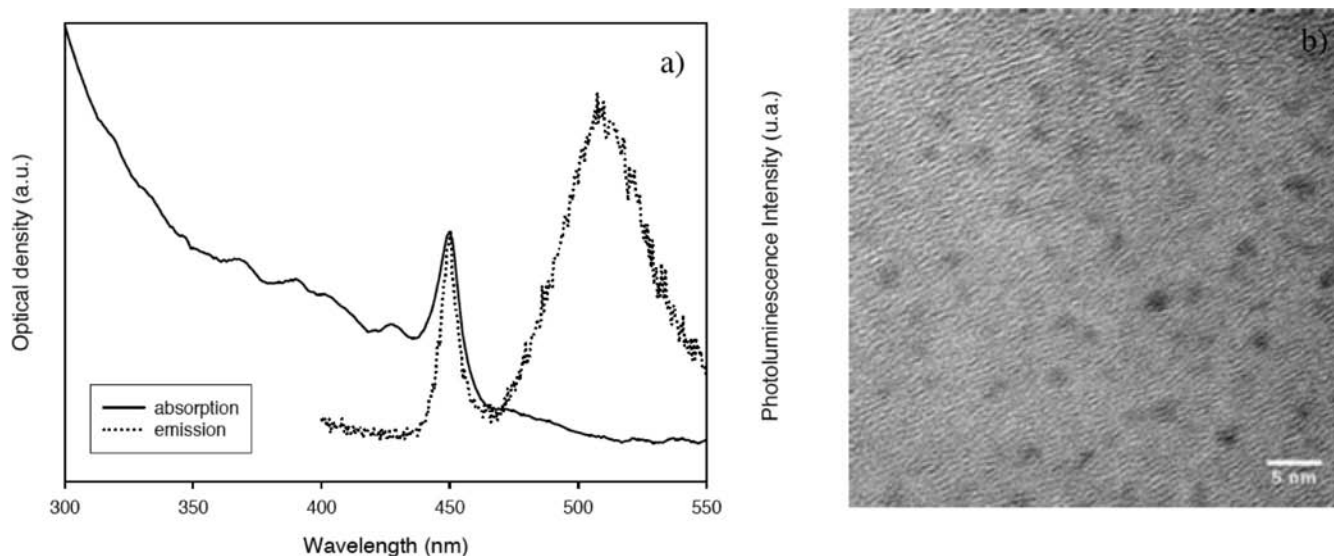 a)
Optical density (a.u.)
Photoluminescence Intensity (u.a.)
absorption
emission
300
350
400
450
500
550
Wavelength (nm)
b)
5 nm